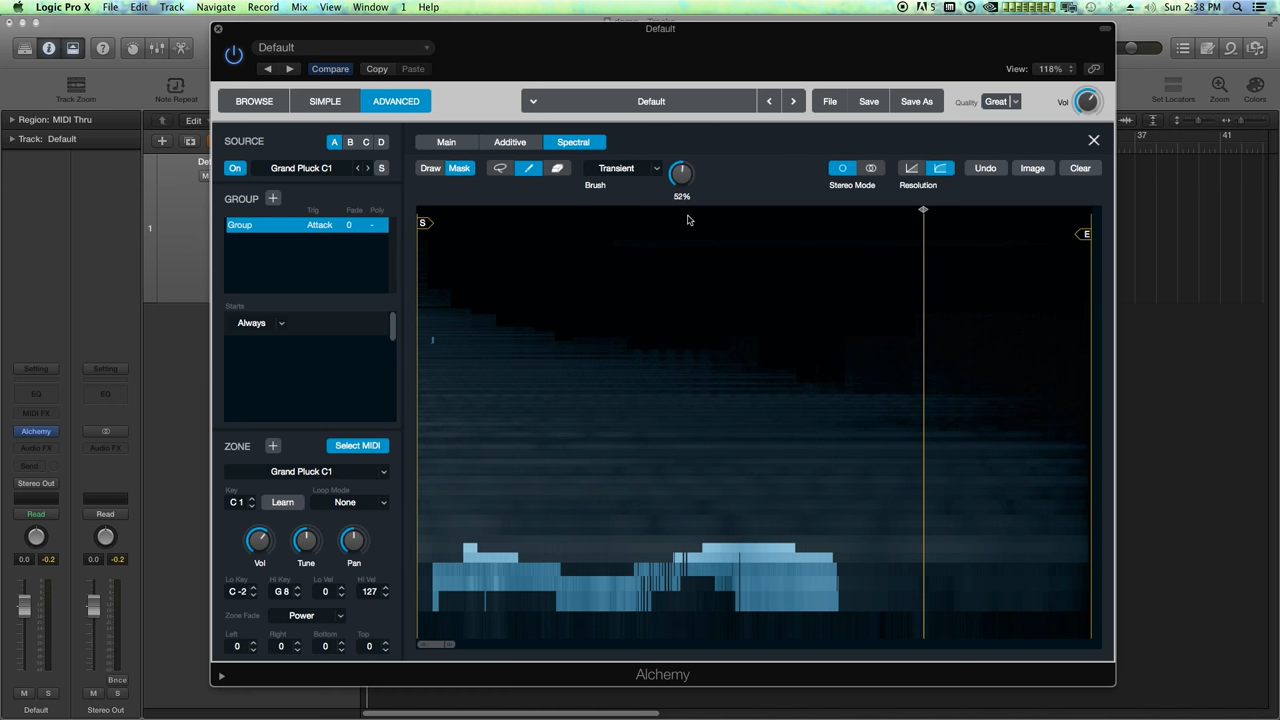 Logic Pro X File Edit Track Navigate Record Mix View Window 1 Help
A 5 52% Sun 2:38 PM
Default
Default
Compare Copy Paste
View: 118%
Track Zoom Note Repeat
Set Locators Zoom Colors
BROWSE SIMPLE ADVANCED Default File Save Save As Quality Great Vol
Region: MIDI Thru
Edit
Track: Default
37 41
SOURCE A B C D Main Additive Spectral
On Grand Pluck C1 S Draw Mask Transient Undo Image Clear
Brush Stereo Mode Resolution
52%
GROUP
Trig Fade Poly
Group Attack 0 -
S
E
1
Starts
Always
Setting Setting
EQ EQ
MIDI FX
Alchemy
Audio FX Audio FX
Send
Stereo Out
Read Read
0.0 -0.2 0.0 -0.2
ZONE Select MIDI
Grand Pluck C1
Key Loop Mode
C 1 Learn None
Vol Tune Pan
Lo Key Hi Key Lo Vel Hi Vel
C -2 G 8 0 127
Zone Fade Power
Left Right Bottom Top
0 0 0 0
Alchemy
Bnce
M S M S
Default Stereo Out